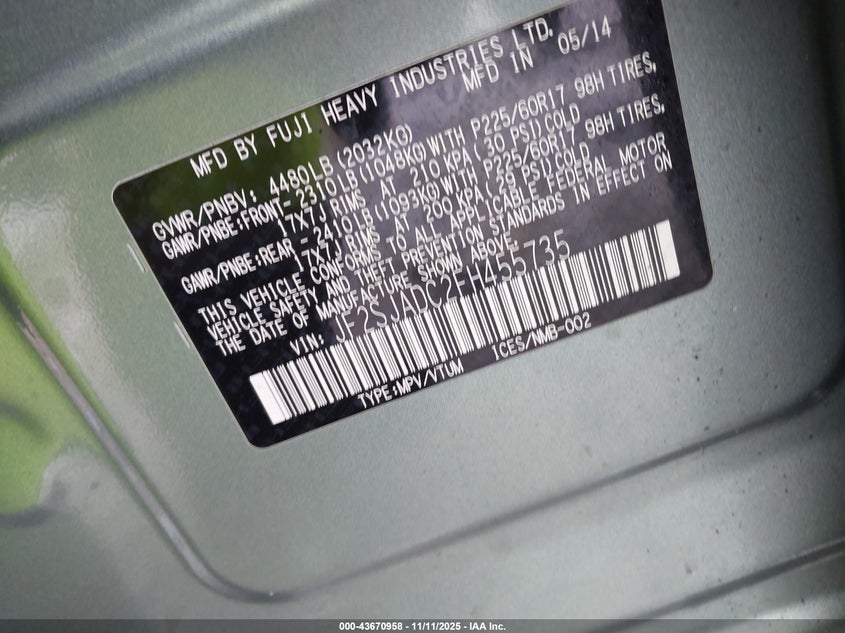 MFD BY FUJI HEAVY INDUSTRIES LTD.
MFD IN 05/14
GVWR/PNBV: 4480LB (2032KG)
GAWR/PNBE:FRONT- 2310LB(1048KG)WITH P225/60R17 98H TIRES,
17X7J RIMS AT 210 KPA( 30 PSI)COLD
GAWR/PNBE:REAR - 2410LB(1093KG)WITH P225/60R17 98H TIRES,
17X7J RIMS AT 200 KPA( 29 PSI)COLD
THIS VEHICLE CONFORMS TO ALL APPLICABLE FEDERAL MOTOR
VEHICLE SAFETY AND THEFT PREVENTION STANDARDS IN EFFECT ON
THE DATE OF MANUFACTURE SHOWN ABOVE.
VIN: JF2SJADC2FH455735
TYPE:MPV/VTUM ICES/NMB-002
000-43670958 - 11/11/2025 - IAA Inc.